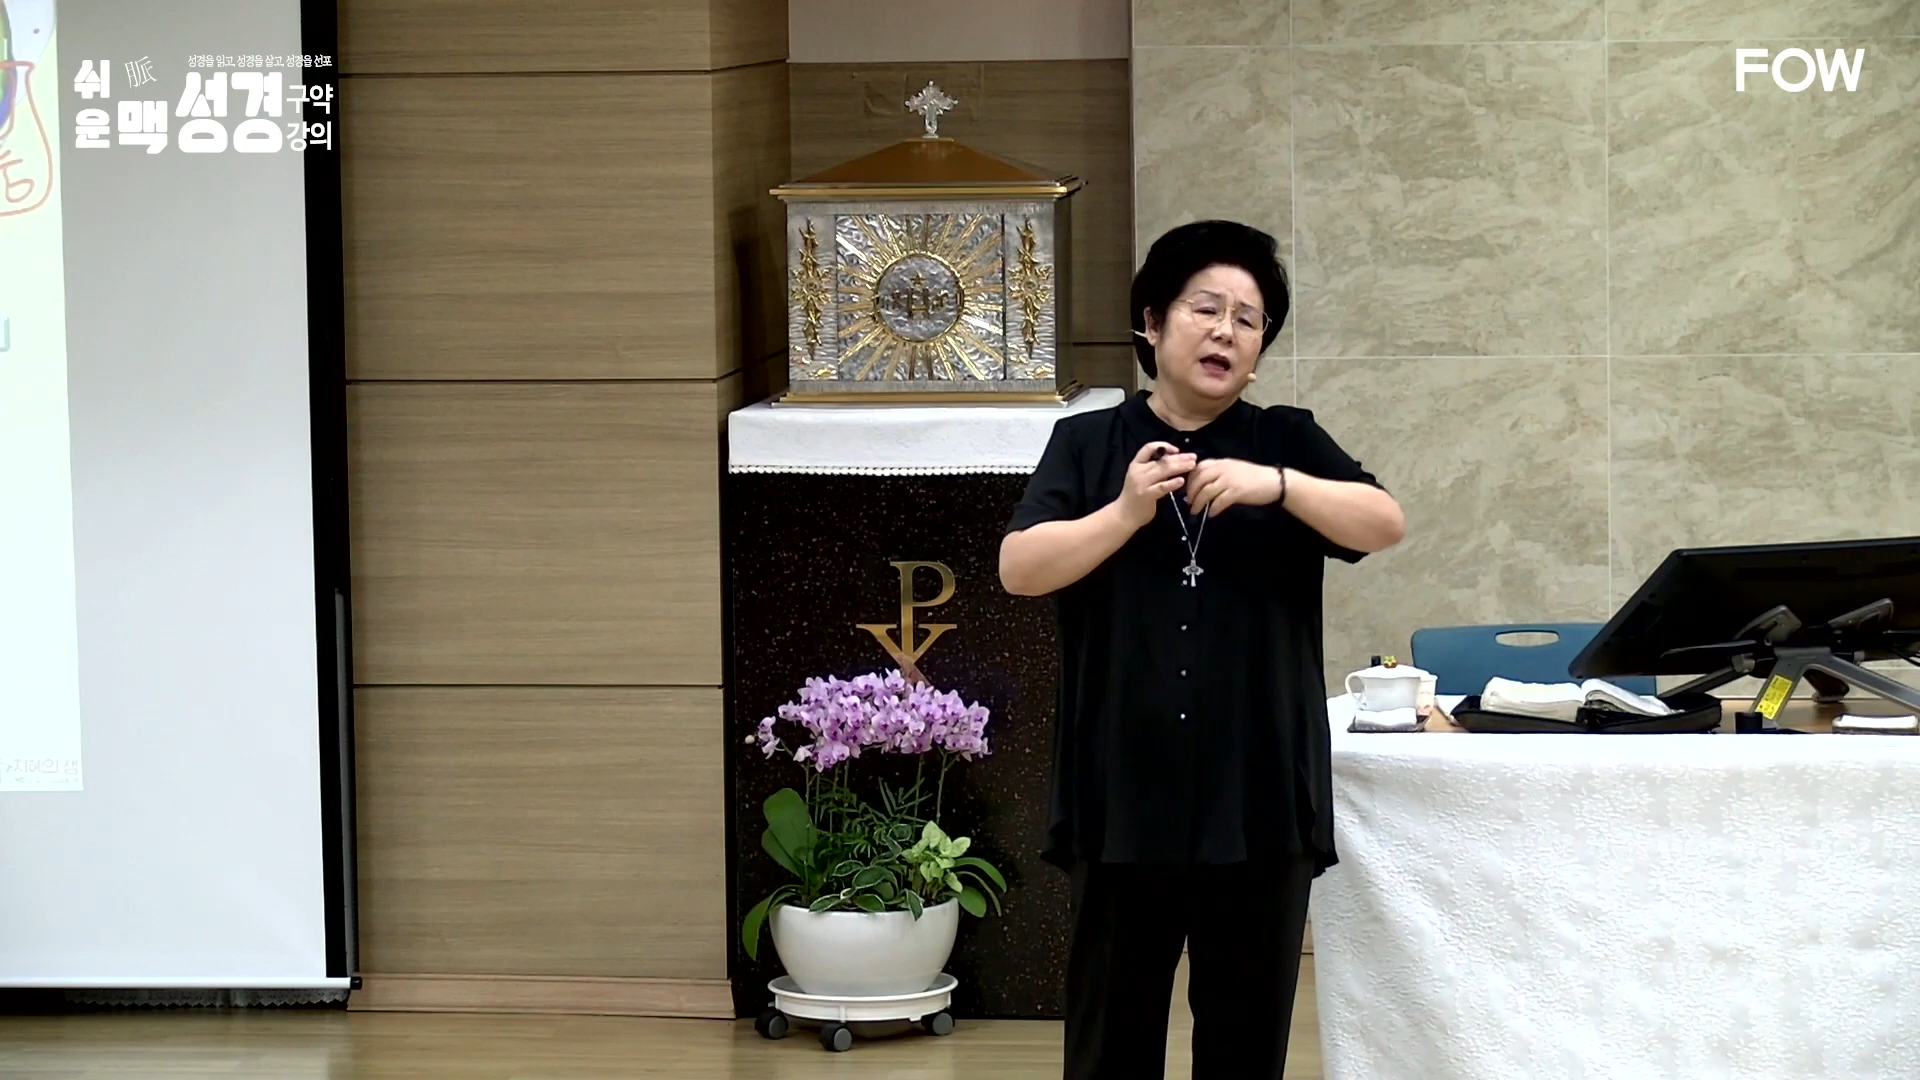 성경을 읽고, 성경을 살고, 성경을 선포
쉬운 脈 맥 성경 구약 강의
FOW
IHS
P